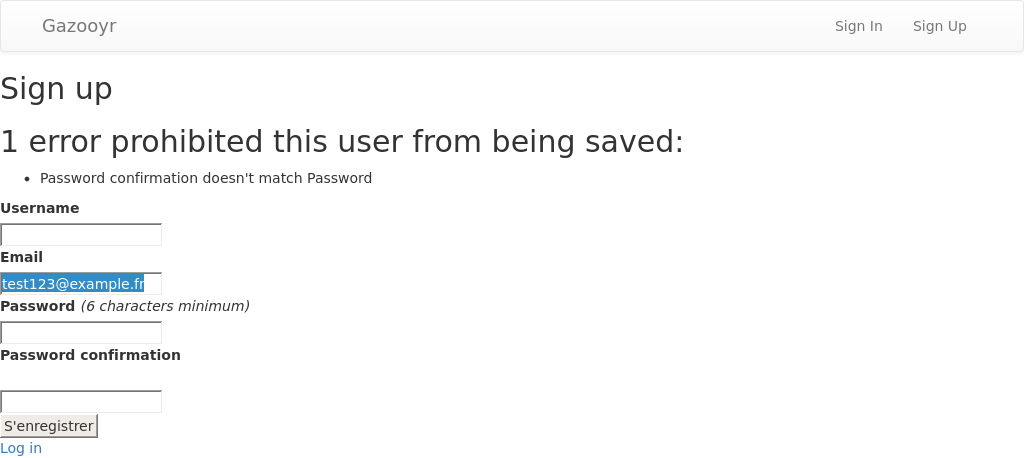 Gazooyr Sign In Sign Up
Sign up
1 error prohibited this user from being saved:
• Password confirmation doesn't match Password
Username
Email
test123@example.fr
Password (6 characters minimum)
Password confirmation
S'enregistrer
Log in